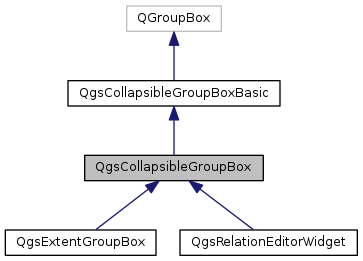 QGroupBox
QgsCollapsibleGroupBoxBasic
QgsCollapsibleGroupBox
QgsExtentGroupBox
QgsRelationEditorWidget